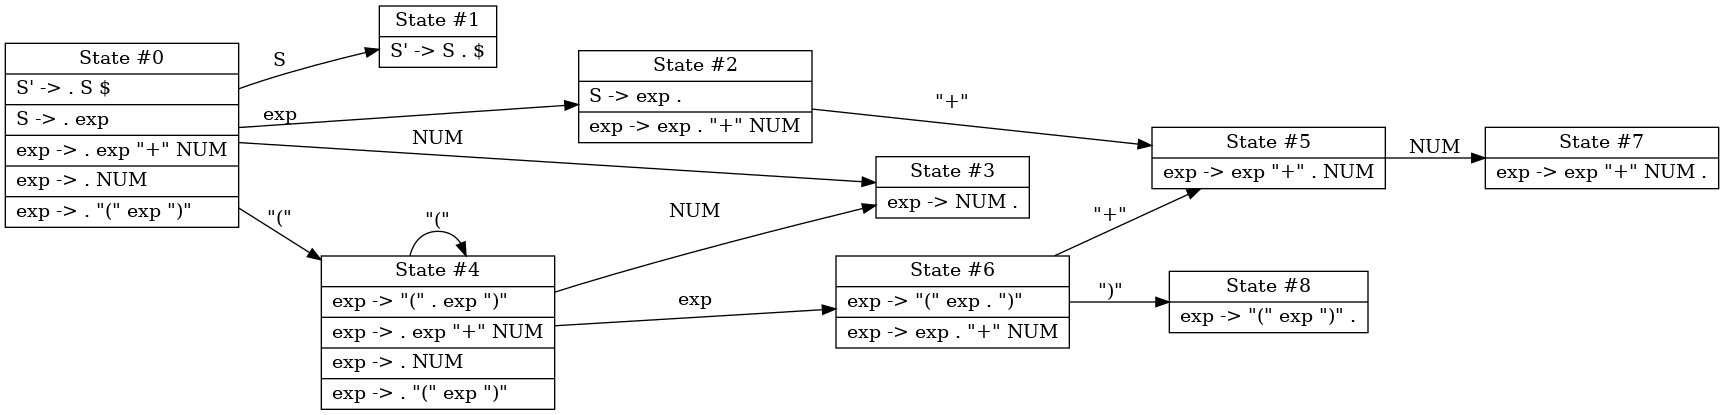 State #0
S' -> . S $
S -> . exp
exp -> . exp "+" NUM
exp -> . NUM
exp -> . "(" exp ")"
S
exp
NUM
"("
State #1
S' -> S . $
State #2
S -> exp .
exp -> exp . "+" NUM
"+"
State #3
exp -> NUM .
"("
State #4
exp -> "(" . exp ")"
exp -> . exp "+" NUM
exp -> . NUM
exp -> . "(" exp ")"
NUM
exp
State #6
exp -> "(" exp . ")"
exp -> exp . "+" NUM
"+"
")"
State #5
exp -> exp "+" . NUM
NUM
State #7
exp -> exp "+" NUM .
State #8
exp -> "(" exp ")" .